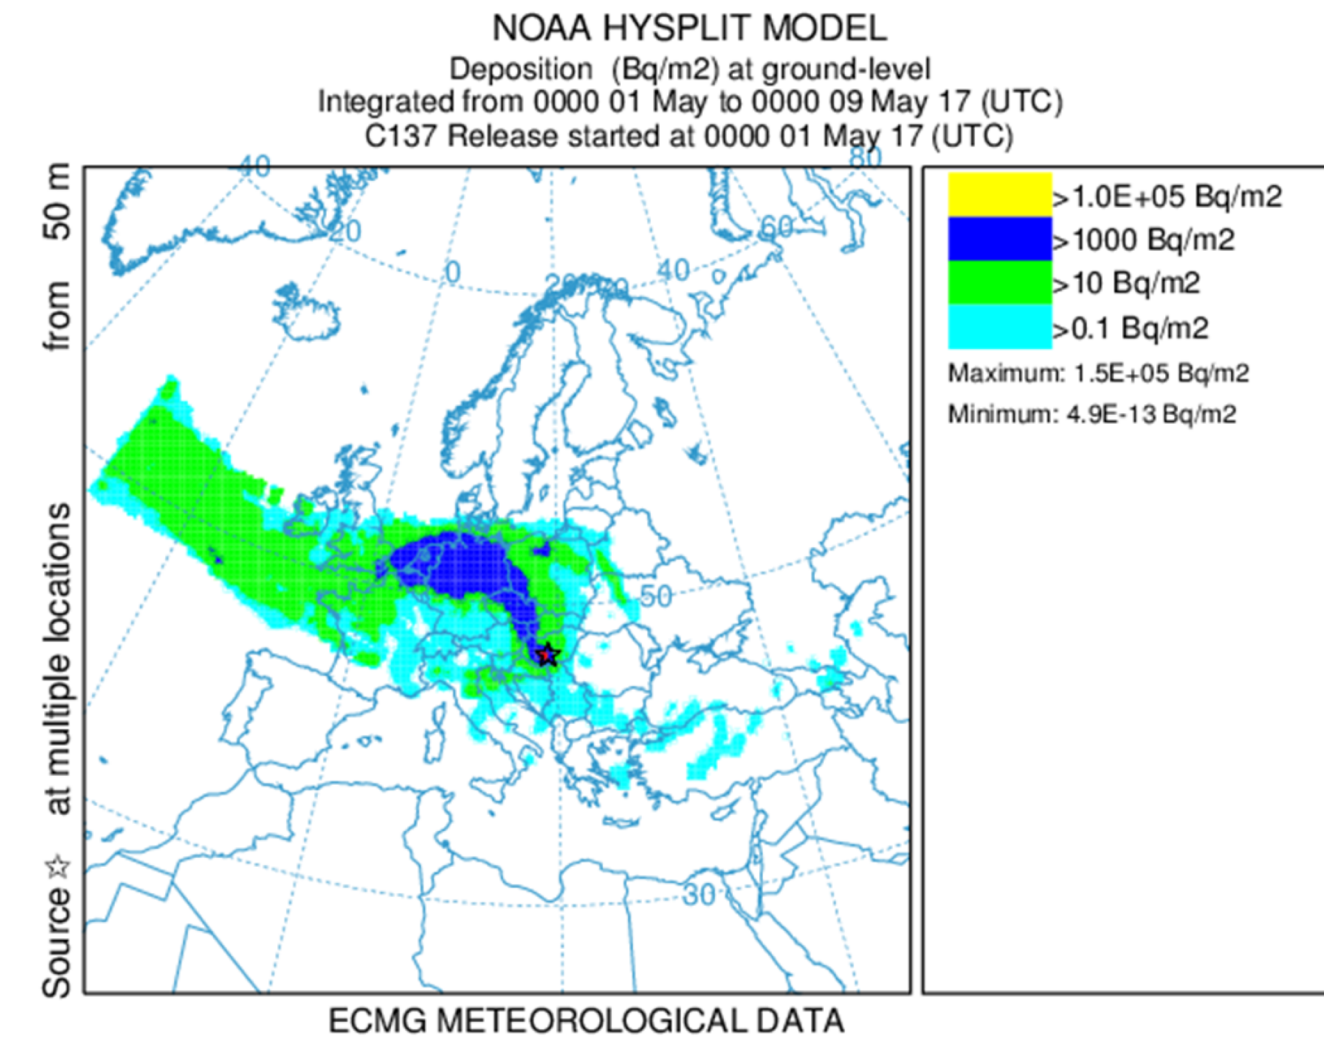 NOAA HYSPLIT MODEL
Deposition (Bq/m2) at ground-level
Integrated from 0000 01 May to 0000 09 May 17 (UTC)
C137 Release started at 0000 01 May 17 (UTC)
Source ☆ at multiple locations from 50 m
-40
80
20
60
0
40
20
50
30
>1.0E+05 Bq/m2
>1000 Bq/m2
>10 Bq/m2
>0.1 Bq/m2
Maximum: 1.5E+05 Bq/m2
Minimum: 4.9E-13 Bq/m2
ECMG METEOROLOGICAL DATA